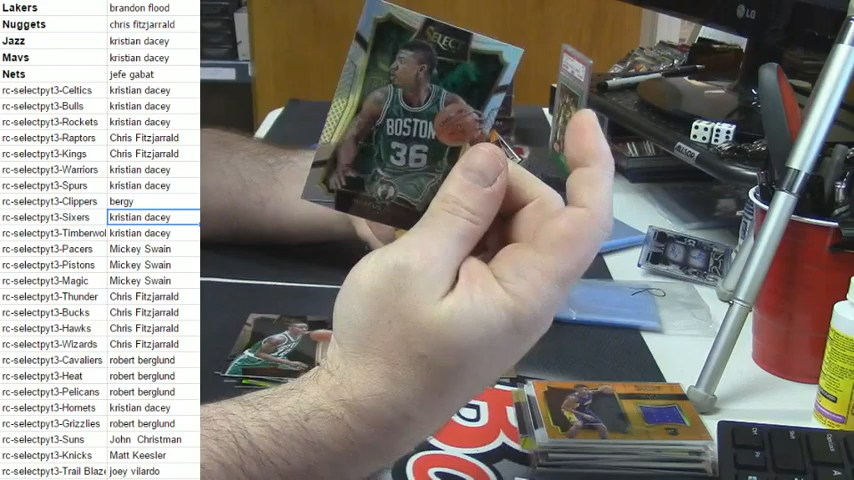 Lakers brandon flood
Nuggets chris fitzjarrald
Jazz kristian dacey
Mavs kristian dacey
Nets jefe gabat
rc-selectpyt3-Celtics kristian dacey
rc-selectpyt3-Bulls kristian dacey
rc-selectpyt3-Rockets kristian dacey
rc-selectpyt3-Raptors Chris Fitzjarrald
rc-selectpyt3-Kings Chris Fitzjarrald
rc-selectpyt3-Warriors kristian dacey
rc-selectpyt3-Spurs kristian dacey
rc-selectpyt3-Clippers bergy
rc-selectpyt3-Sixers kristian dacey
rc-selectpyt3-Timberwol kristian dacey
rc-selectpyt3-Pacers Mickey Swain
rc-selectpyt3-Pistons Mickey Swain
rc-selectpyt3-Magic Mickey Swain
rc-selectpyt3-Thunder Chris Fitzjarrald
rc-selectpyt3-Bucks Chris Fitzjarrald
rc-selectpyt3-Hawks Chris Fitzjarrald
rc-selectpyt3-Wizards Chris Fitzjarrald
rc-selectpyt3-Cavaliers robert berglund
rc-selectpyt3-Heat robert berglund
rc-selectpyt3-Pelicans robert berglund
rc-selectpyt3-Hornets kristian dacey
rc-selectpyt3-Grizzlies robert berglund
rc-selectpyt3-Suns John Christman
rc-selectpyt3-Knicks Matt Keesler
rc-selectpyt3-Trail Blaze joey vilardo
SELECT
BOSTON
36
LG